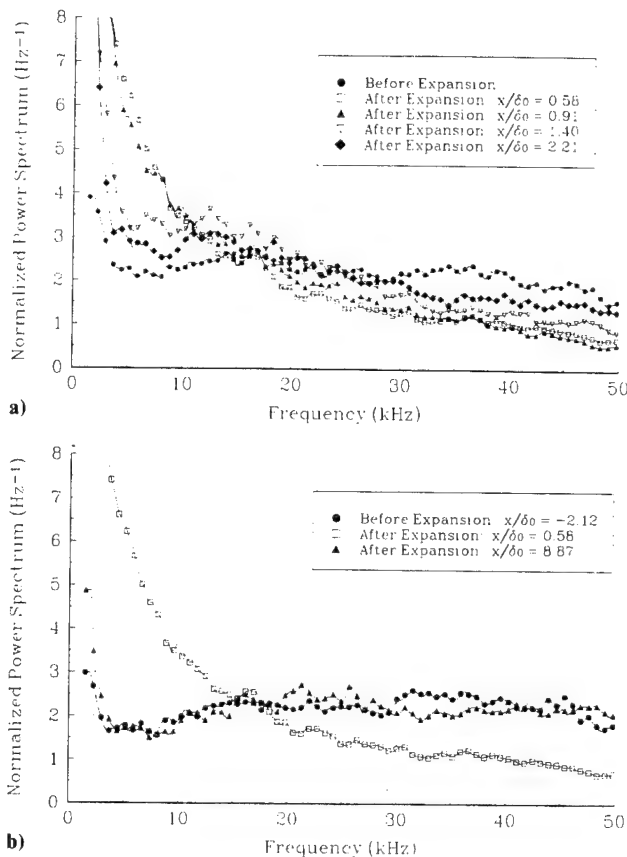 Normalized Power Spectrum (Hz⁻¹)
8
7
6
5
4
3
2
1
0
Before Expansion
After Expansion x/δ0 = 0.58
After Expansion x/δ0 = 0.91
After Expansion x/δ0 = 1.40
After Expansion x/δ0 = 2.21
0 10 20 30 40 50
Frequency (kHz)
a)
Normalized Power Spectrum (Hz⁻¹)
8
7
6
5
4
3
2
1
0
Before Expansion x/δ0 = -2.12
After Expansion x/δ0 = 0.58
After Expansion x/δ0 = 8.87
0 10 20 30 40 50
Frequency (kHz)
b)